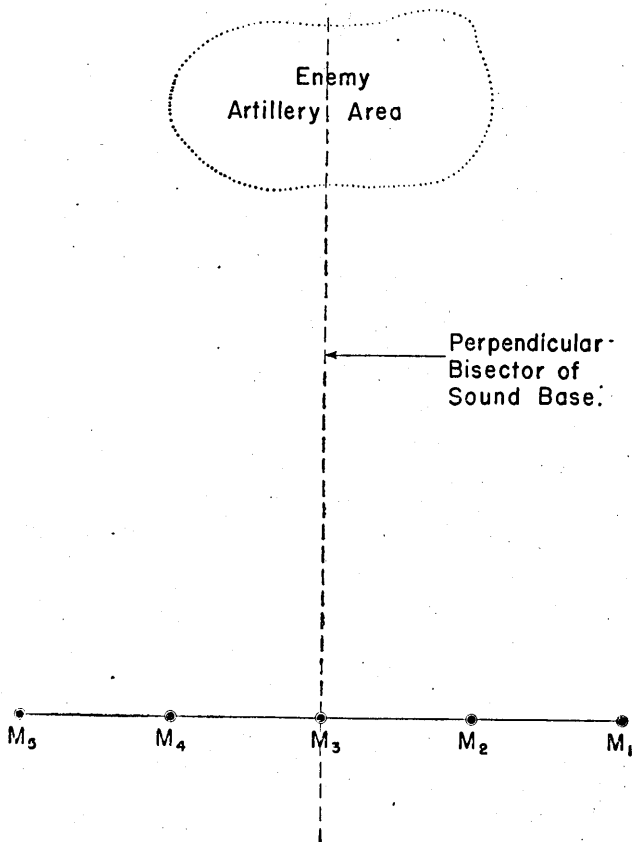 Enemy
Artillery Area
Perpendicular
Bisector of
Sound Base.
M₅ M₄ M₃ M₂ M₁